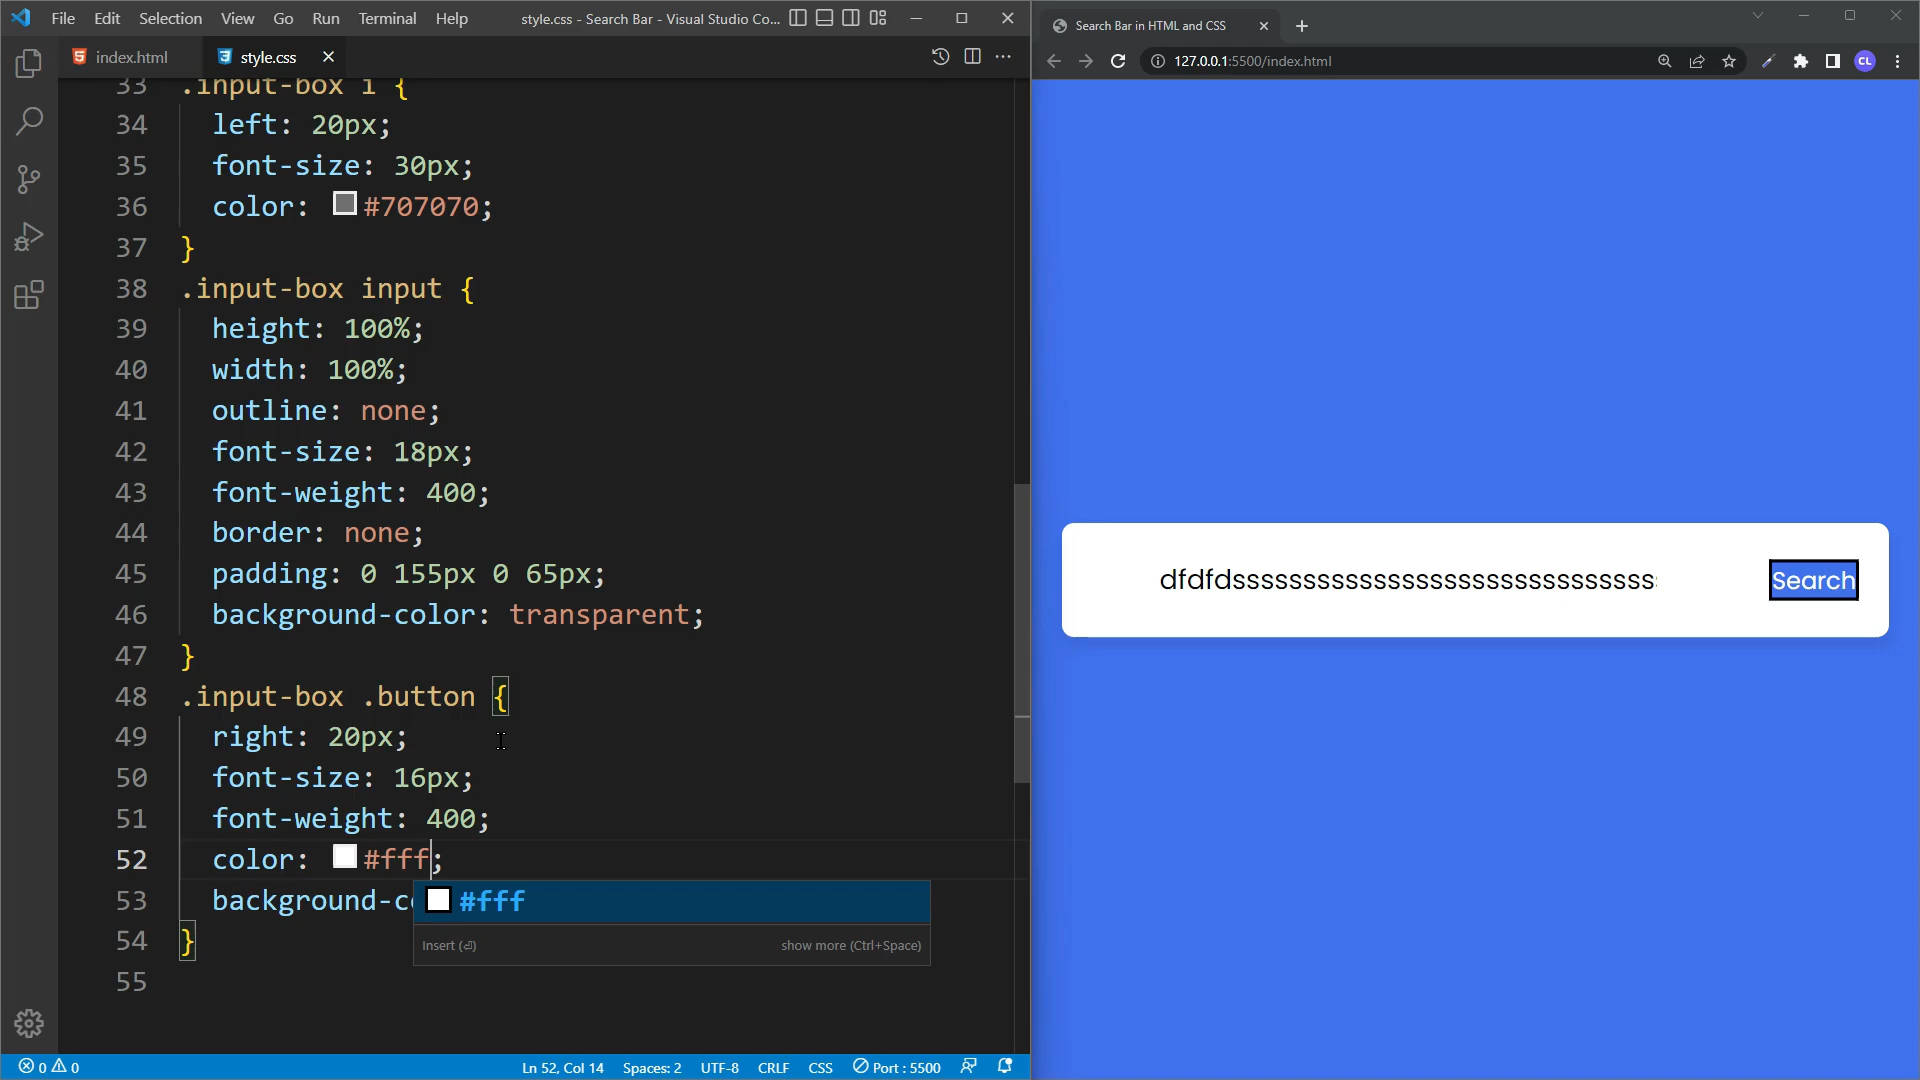 File Edit Selection View Go Run Terminal Help style.css - Search Bar - Visual Studio Co...
index.html style.css
33 .input-box i {
34 left: 20px;
35 font-size: 30px;
36 color: #707070;
37 }
38 .input-box input {
39 height: 100%;
40 width: 100%;
41 outline: none;
42 font-size: 18px;
43 font-weight: 400;
44 border: none;
45 padding: 0 155px 0 65px;
46 background-color: transparent;
47 }
48 .input-box .button {
49 right: 20px;
50 font-size: 16px;
51 font-weight: 400;
52 color: #fff;
53 background-c
#fff
Insert (⏎) show more (Ctrl+Space)
54 }
55
0 0 Ln 52, Col 14 Spaces: 2 UTF-8 CRLF CSS Port : 5500
Search Bar in HTML and CSS
127.0.0.1:5500/index.html CL
dfdfdssssssssssssssssssssssssssssss Search